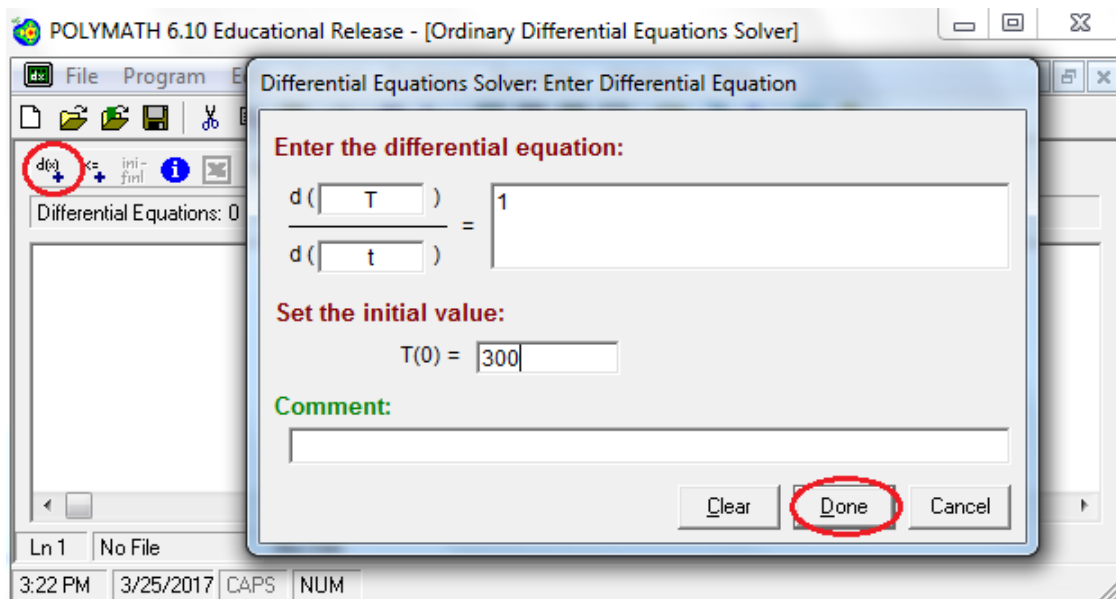 POLYMATH 6.10 Educational Release - [Ordinary Differential Equations Solver]
File Program E
Differential Equations Solver: Enter Differential Equation
d(x)
ini-
finl
Differential Equations: 0
Enter the differential equation:
d ( T )
=
1
d ( t )
Set the initial value:
T(0) = 300
Comment:
Clear Done Cancel
Ln 1 No File
3:22 PM 3/25/2017 CAPS NUM